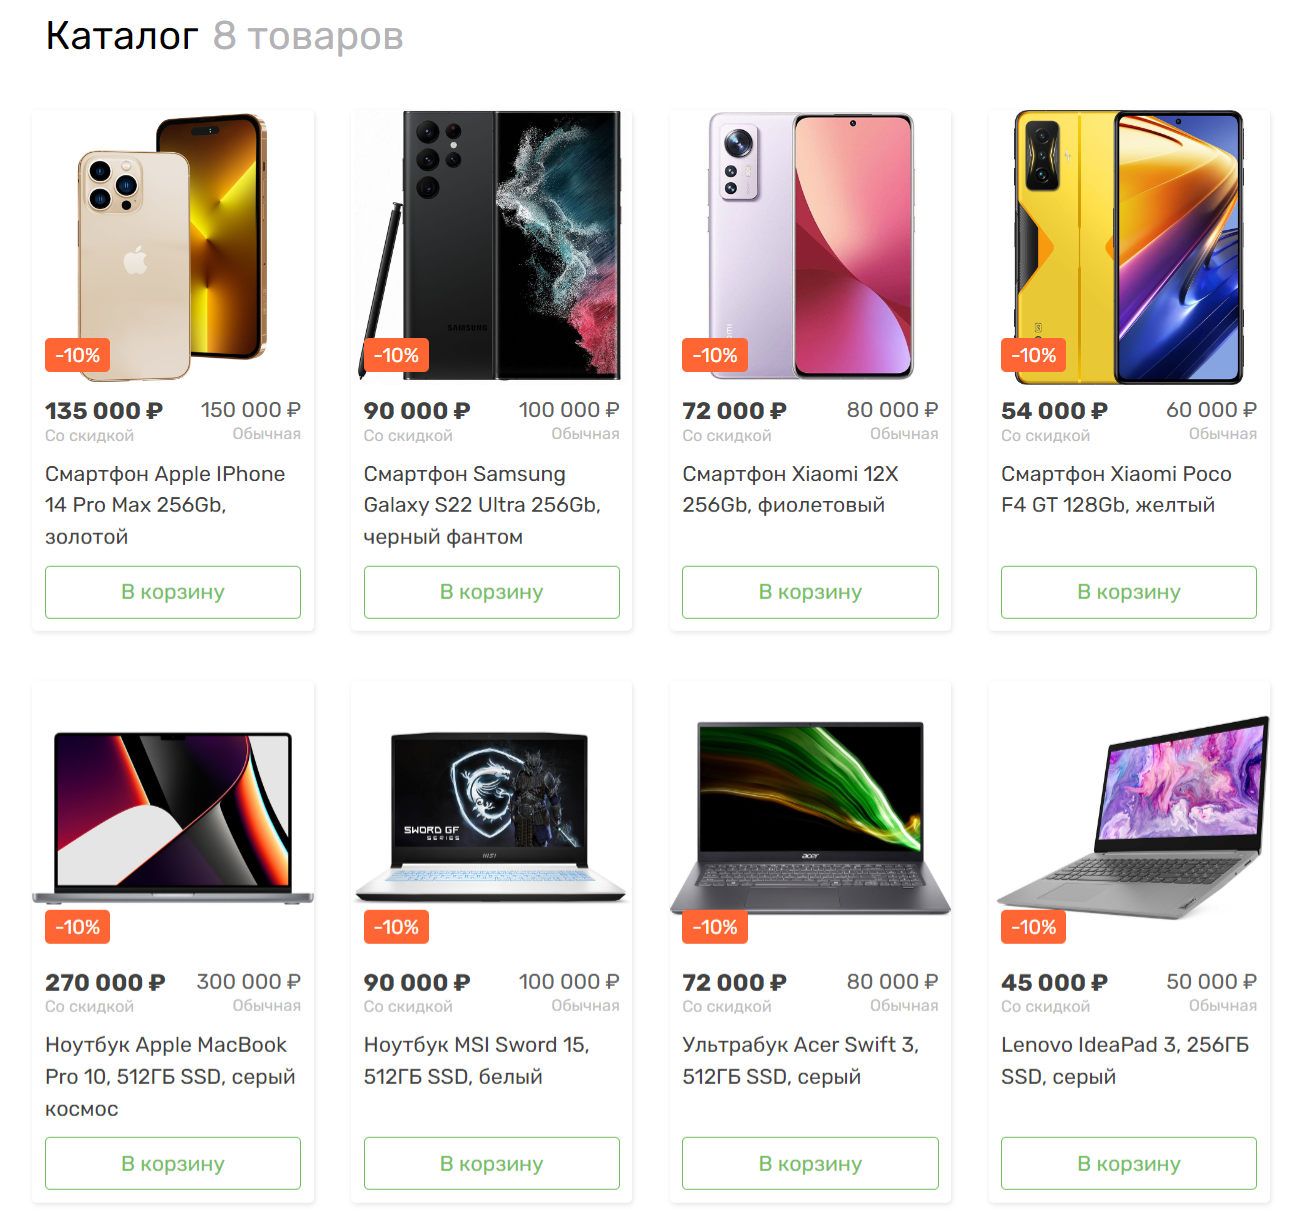 Каталог 8 товаров
SAMSUNG
-10%
-10%
-10%
-10%
135 000 ₽ 150 000 ₽
Со скидкой Обычная
Смартфон Apple IPhone
14 Pro Max 256Gb,
золотой
В корзину
90 000 ₽ 100 000 ₽
Со скидкой Обычная
Смартфон Samsung
Galaxy S22 Ultra 256Gb,
черный фантом
В корзину
72 000 ₽ 80 000 ₽
Со скидкой Обычная
Смартфон Xiaomi 12X
256Gb, фиолетовый
В корзину
54 000 ₽ 60 000 ₽
Со скидкой Обычная
Смартфон Xiaomi Poco
F4 GT 128Gb, желтый
В корзину
SWORD GF
SERIES
msi
acer
-10%
-10%
-10%
-10%
270 000 ₽ 300 000 ₽
Со скидкой Обычная
Ноутбук Apple MacBook
Pro 10, 512ГБ SSD, серый
космос
В корзину
90 000 ₽ 100 000 ₽
Со скидкой Обычная
Ноутбук MSI Sword 15,
512ГБ SSD, белый
В корзину
72 000 ₽ 80 000 ₽
Со скидкой Обычная
Ультрабук Acer Swift 3,
512ГБ SSD, серый
В корзину
45 000 ₽ 50 000 ₽
Со скидкой Обычная
Lenovo IdeaPad 3, 256ГБ
SSD, серый
В корзину